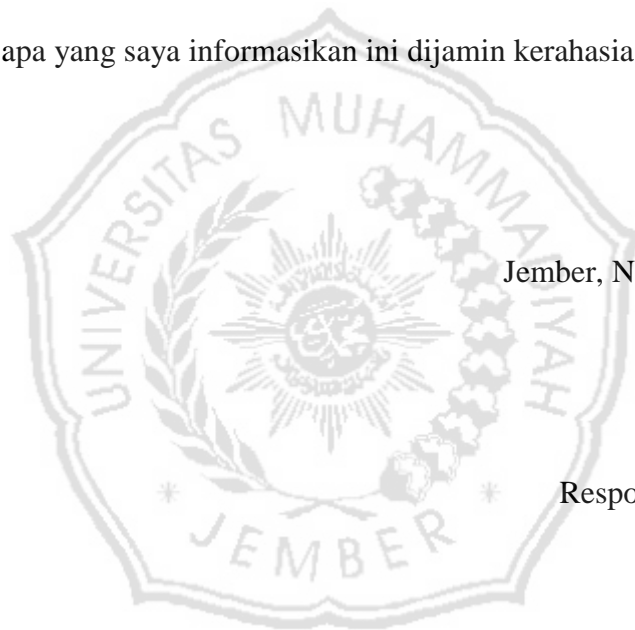 apa yang saya informasikan ini dijamin kerahasia
UNIVERSITAS MUHAMMADIYAH
Jember, N
Respo
JEMBER